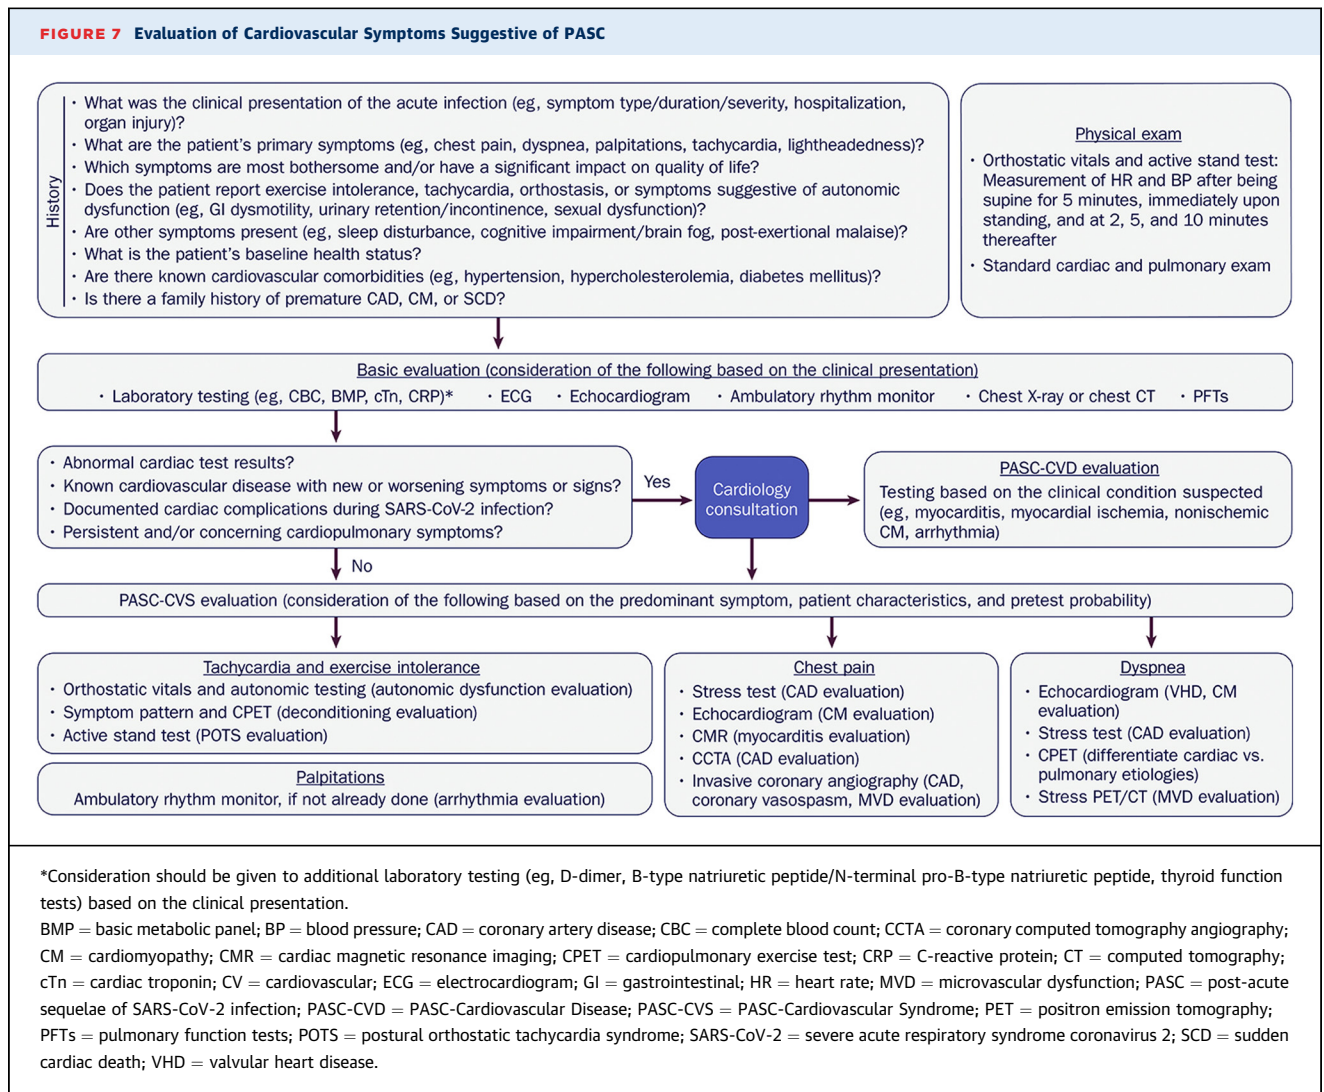 FIGURE 7 Evaluation of Cardiovascular Symptoms Suggestive of PASC
History
• What was the clinical presentation of the acute infection (eg, symptom type/duration/severity, hospitalization,
organ injury)?
• What are the patient's primary symptoms (eg, chest pain, dyspnea, palpitations, tachycardia, lightheadedness)?
• Which symptoms are most bothersome and/or have a significant impact on quality of life?
• Does the patient report exercise intolerance, tachycardia, orthostasis, or symptoms suggestive of autonomic
dysfunction (eg, GI dysmotility, urinary retention/incontinence, sexual dysfunction)?
• Are other symptoms present (eg, sleep disturbance, cognitive impairment/brain fog, post-exertional malaise)?
• What is the patient's baseline health status?
• Are there known cardiovascular comorbidities (eg, hypertension, hypercholesterolemia, diabetes mellitus)?
• Is there a family history of premature CAD, CM, or SCD?
Physical exam
• Orthostatic vitals and active stand test:
Measurement of HR and BP after being
supine for 5 minutes, immediately upon
standing, and at 2, 5, and 10 minutes
thereafter
• Standard cardiac and pulmonary exam
Basic evaluation (consideration of the following based on the clinical presentation)
• Laboratory testing (eg, CBC, BMP, cTn, CRP)* • ECG • Echocardiogram • Ambulatory rhythm monitor • Chest X-ray or chest CT • PFTs
• Abnormal cardiac test results?
• Known cardiovascular disease with new or worsening symptoms or signs?
• Documented cardiac complications during SARS-CoV-2 infection?
• Persistent and/or concerning cardiopulmonary symptoms?
Yes
Cardiology
consultation
PASC-CVD evaluation
Testing based on the clinical condition suspected
(eg, myocarditis, myocardial ischemia, nonischemic
CM, arrhythmia)
No
PASC-CVS evaluation (consideration of the following based on the predominant symptom, patient characteristics, and pretest probability)
Tachycardia and exercise intolerance
• Orthostatic vitals and autonomic testing (autonomic dysfunction evaluation)
• Symptom pattern and CPET (deconditioning evaluation)
• Active stand test (POTS evaluation)
Palpitations
Ambulatory rhythm monitor, if not already done (arrhythmia evaluation)
Chest pain
• Stress test (CAD evaluation)
• Echocardiogram (CM evaluation)
• CMR (myocarditis evaluation)
• CCTA (CAD evaluation)
• Invasive coronary angiography (CAD,
coronary vasospasm, MVD evaluation)
Dyspnea
• Echocardiogram (VHD, CM
evaluation)
• Stress test (CAD evaluation)
• CPET (differentiate cardiac vs.
pulmonary etiologies)
• Stress PET/CT (MVD evaluation)
*Consideration should be given to additional laboratory testing (eg, D-dimer, B-type natriuretic peptide/N-terminal pro-B-type natriuretic peptide, thyroid function
tests) based on the clinical presentation.
BMP = basic metabolic panel; BP = blood pressure; CAD = coronary artery disease; CBC = complete blood count; CCTA = coronary computed tomography angiography;
CM = cardiomyopathy; CMR = cardiac magnetic resonance imaging; CPET = cardiopulmonary exercise test; CRP = C-reactive protein; CT = computed tomography;
cTn = cardiac troponin; CV = cardiovascular; ECG = electrocardiogram; GI = gastrointestinal; HR = heart rate; MVD = microvascular dysfunction; PASC = post-acute
sequelae of SARS-CoV-2 infection; PASC-CVD = PASC-Cardiovascular Disease; PASC-CVS = PASC-Cardiovascular Syndrome; PET = positron emission tomography;
PFTs = pulmonary function tests; POTS = postural orthostatic tachycardia syndrome; SARS-CoV-2 = severe acute respiratory syndrome coronavirus 2; SCD = sudden
cardiac death; VHD = valvular heart disease.